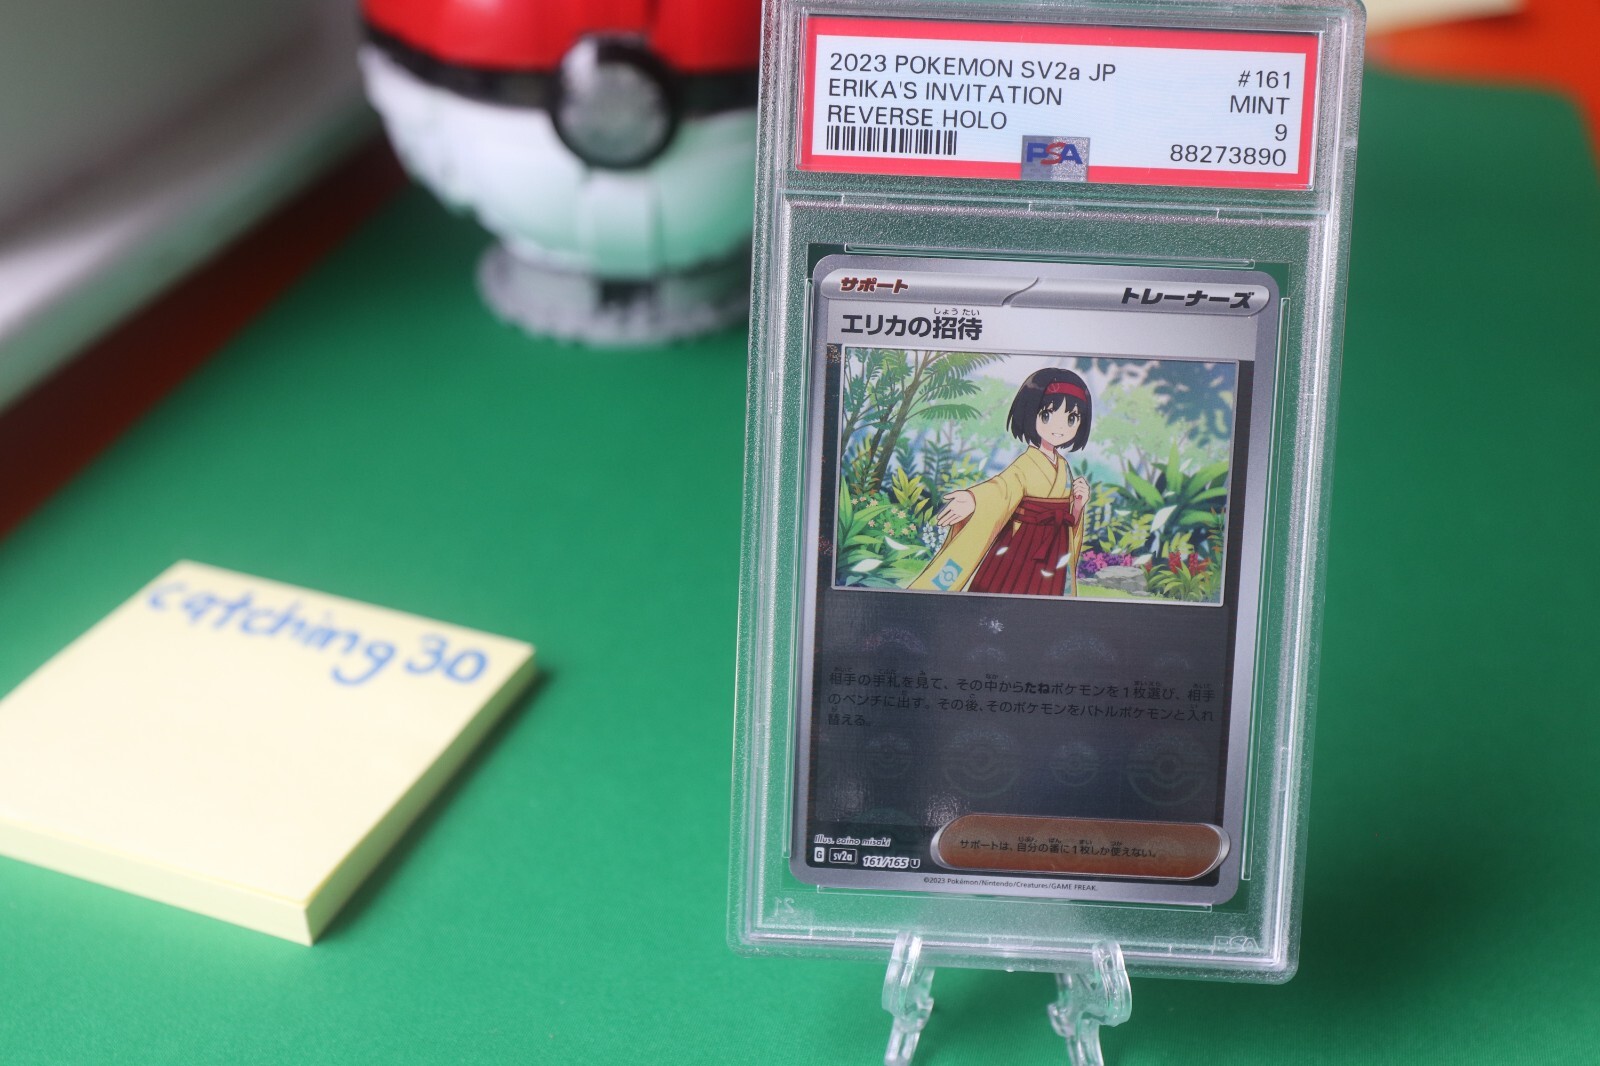 2023 POKEMON SV2a JP #161
ERIKA'S INVITATION MINT
REVERSE HOLO 9
PSA 88273890
サポート トレーナーズ
しょうたい
エリカの招待
相手の手札を見て、その中からたねポケモンを1枚選び、相手
のベンチに出す。その後、そのポケモンをバトルポケモンと入れ
替える。
Illus. saino misaki
サポートは、自分の番に1枚しか使えない。
G sv2a 161/165 U
©2023 Pokémon/Nintendo/Creatures/GAME FREAK.
PSA
catching30